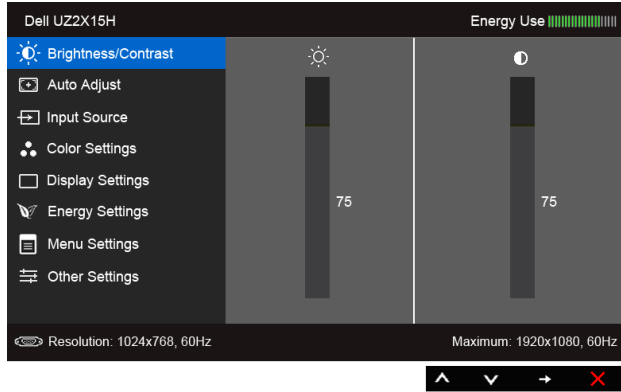 Dell UZ2X15H
Energy Use
Brightness/Contrast
Auto Adjust
Input Source
Color Settings
Display Settings
Energy Settings
Menu Settings
Other Settings
75
75
Resolution: 1024x768, 60Hz
Maximum: 1920x1080, 60Hz